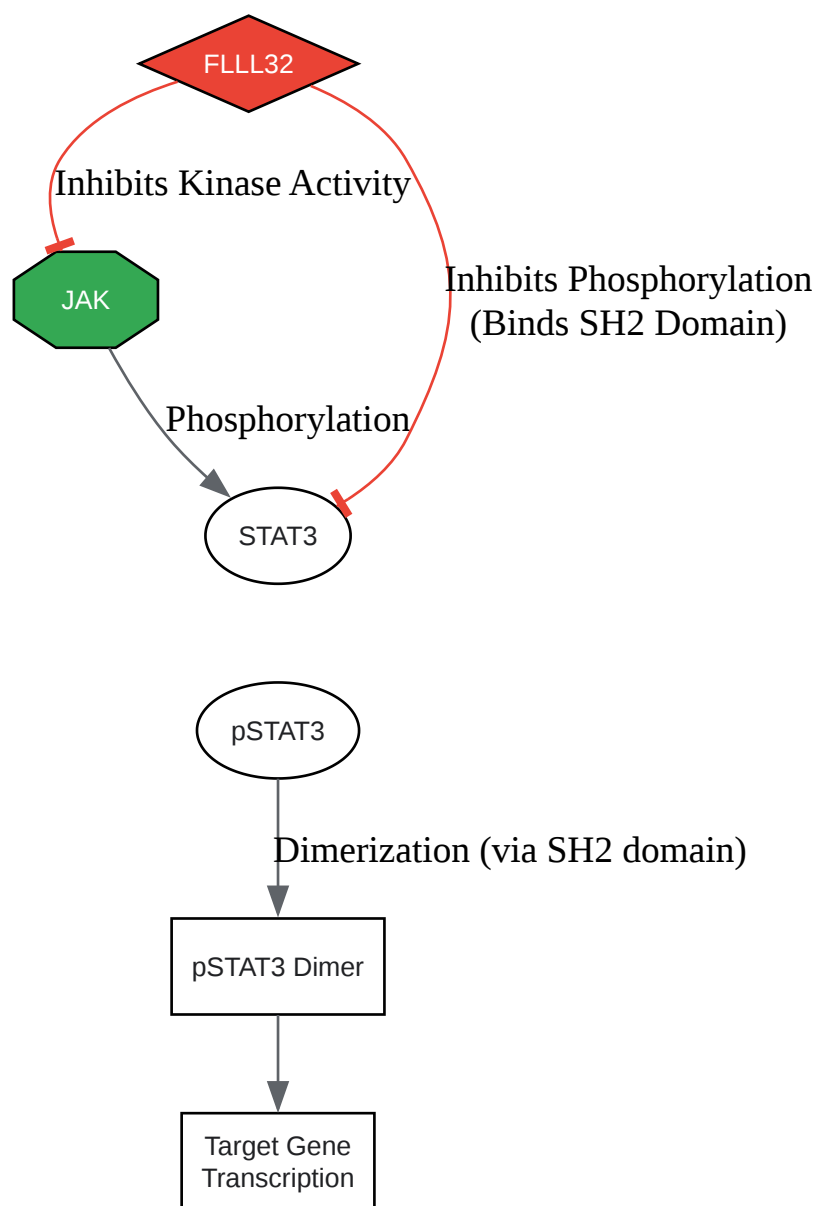 FLLL32
Inhibits Kinase Activity
Inhibits Phosphorylation
(Binds SH2 Domain)
JAK
Phosphorylation
STAT3
pSTAT3
Dimerization (via SH2 domain)
pSTAT3 Dimer
Target Gene
Transcription